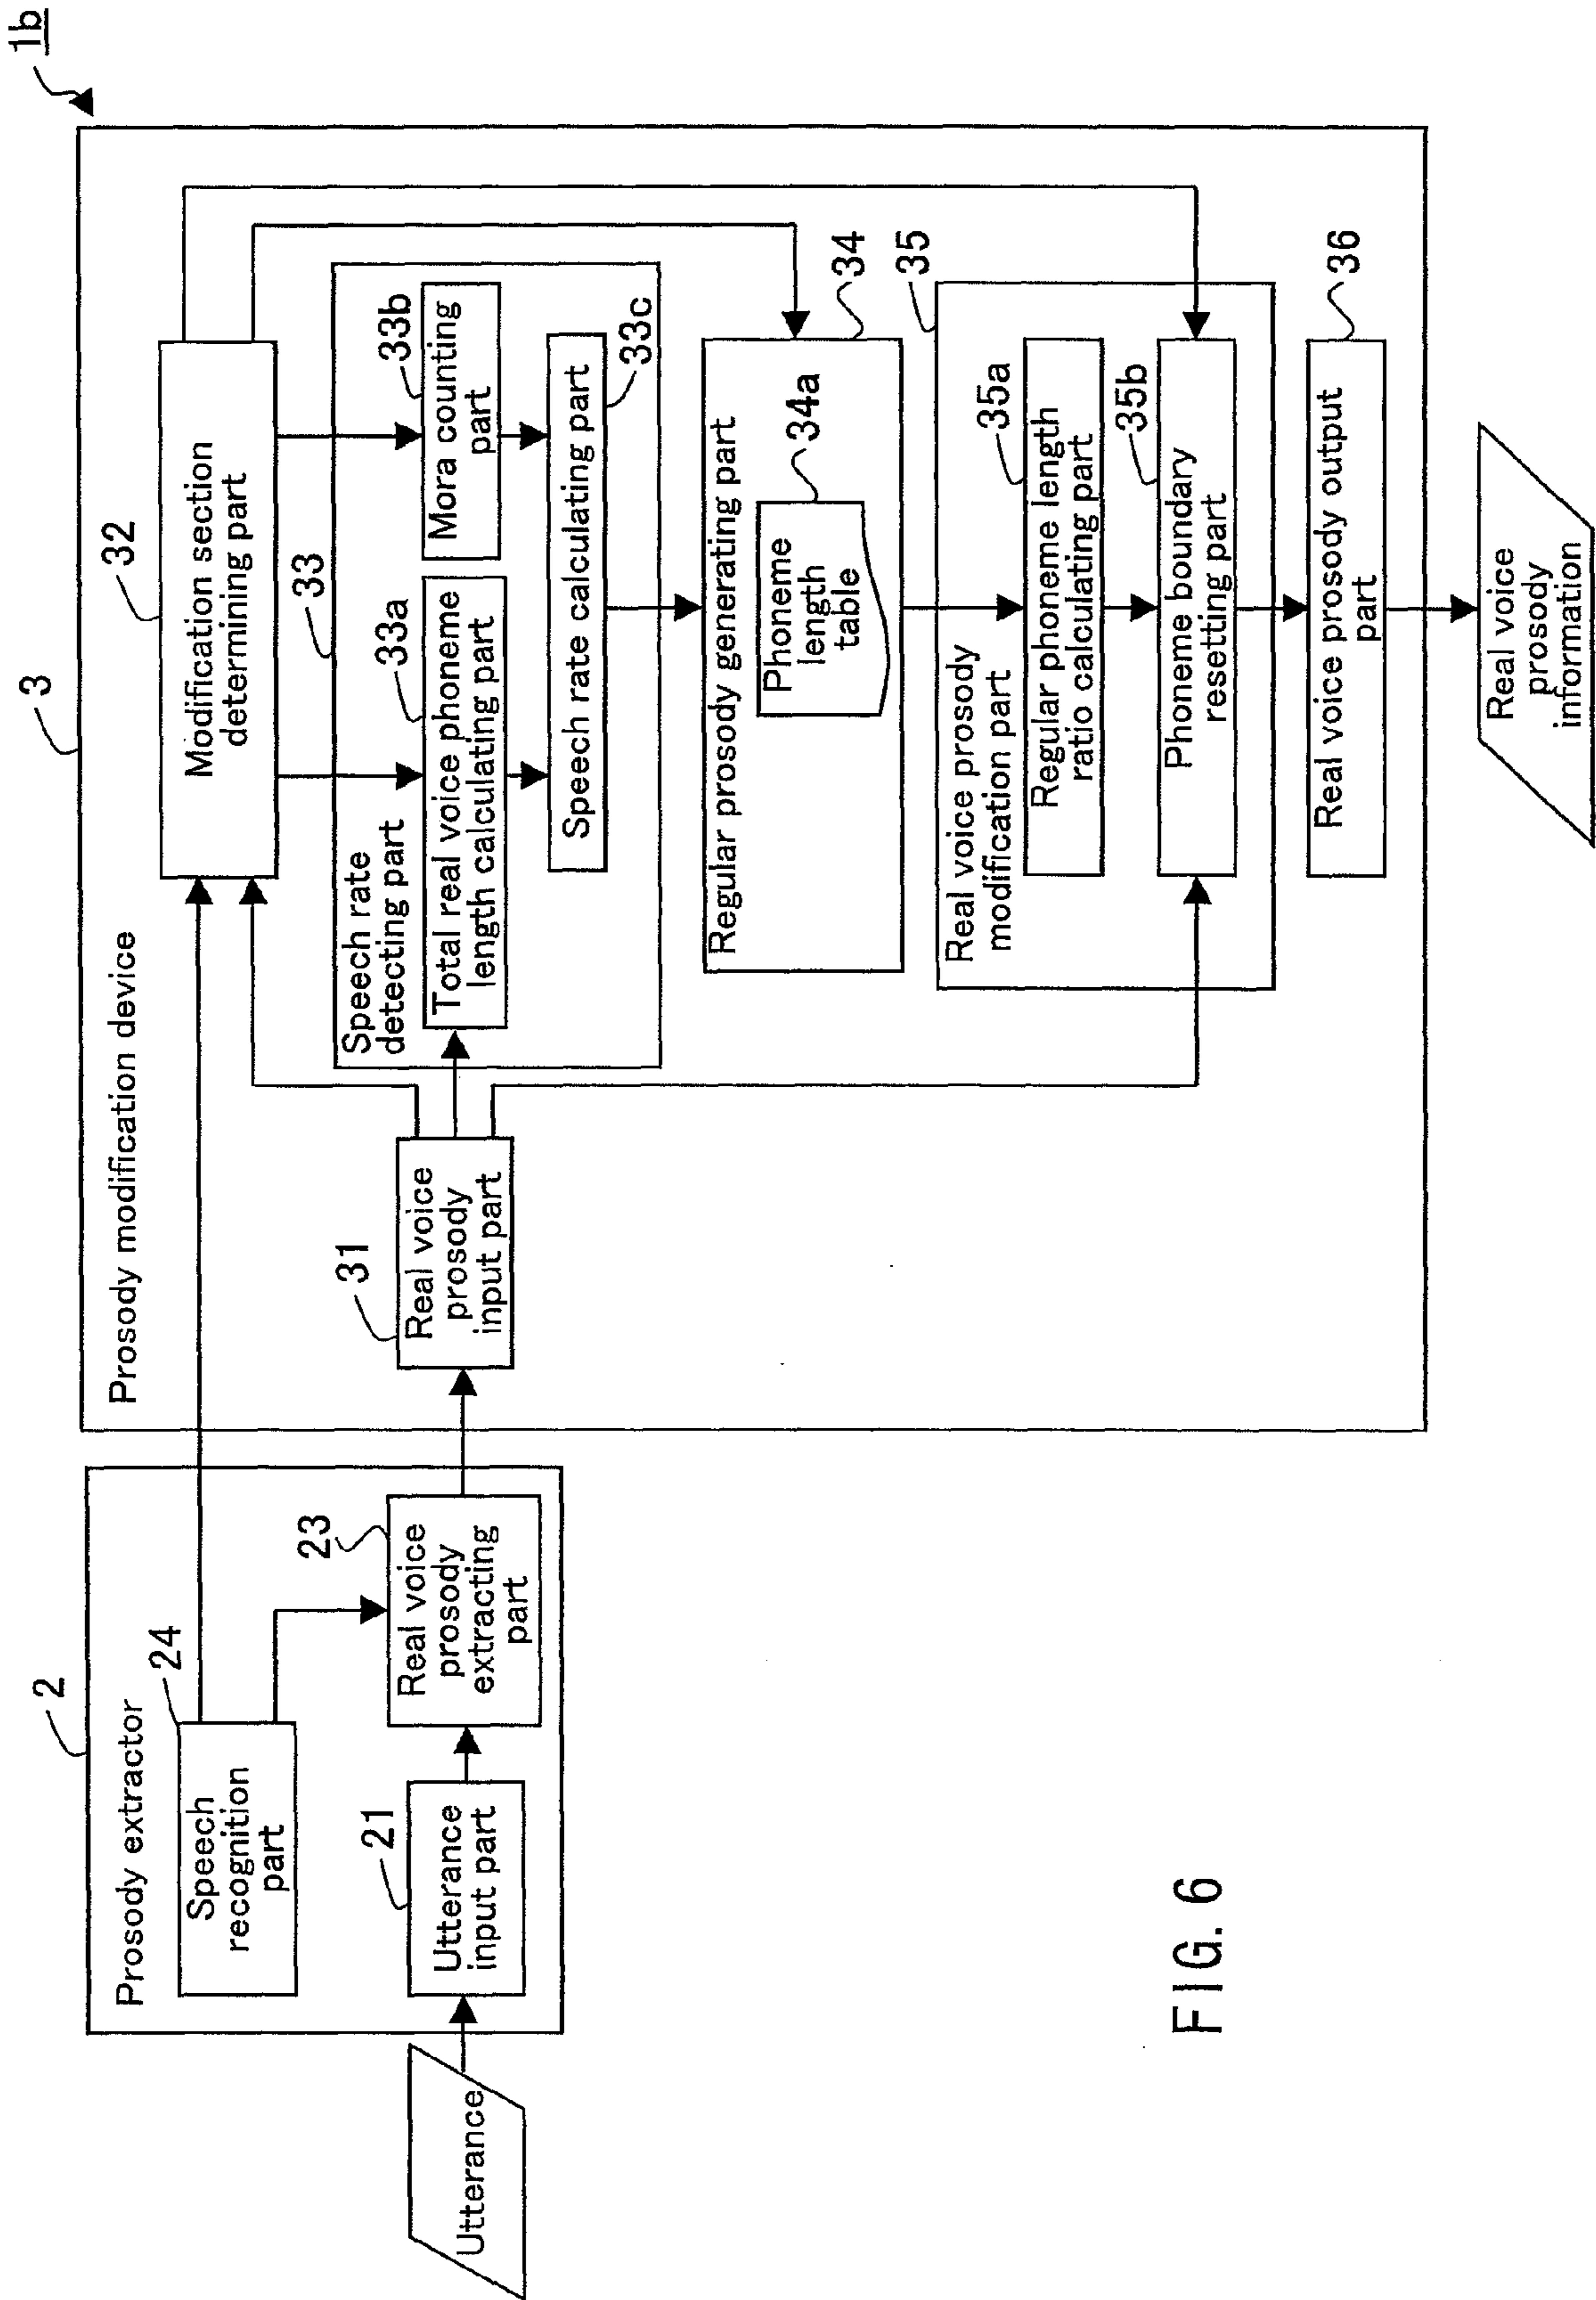 1b
3
Prosody modification device
32
Modification section
determining part
33
Speech rate
detecting part
33a
Total real voice phoneme
length calculating part
33b
Mora counting
part
33c
Speech rate calculating part
31
Real voice
prosody
input part
34
Regular prosody generating part
34a
Phoneme
length
table
35
Real voice prosody
modification part
35a
Regular phoneme length
ratio calculating part
35b
Phoneme boundary
resetting part
36
Real voice prosody output
part
Real voice
prosody
information
2
Prosody extractor
24
Speech
recognition
part
23
Real voice
prosody
extracting
part
21
Utterance
input part
Utterance
FIG. 6